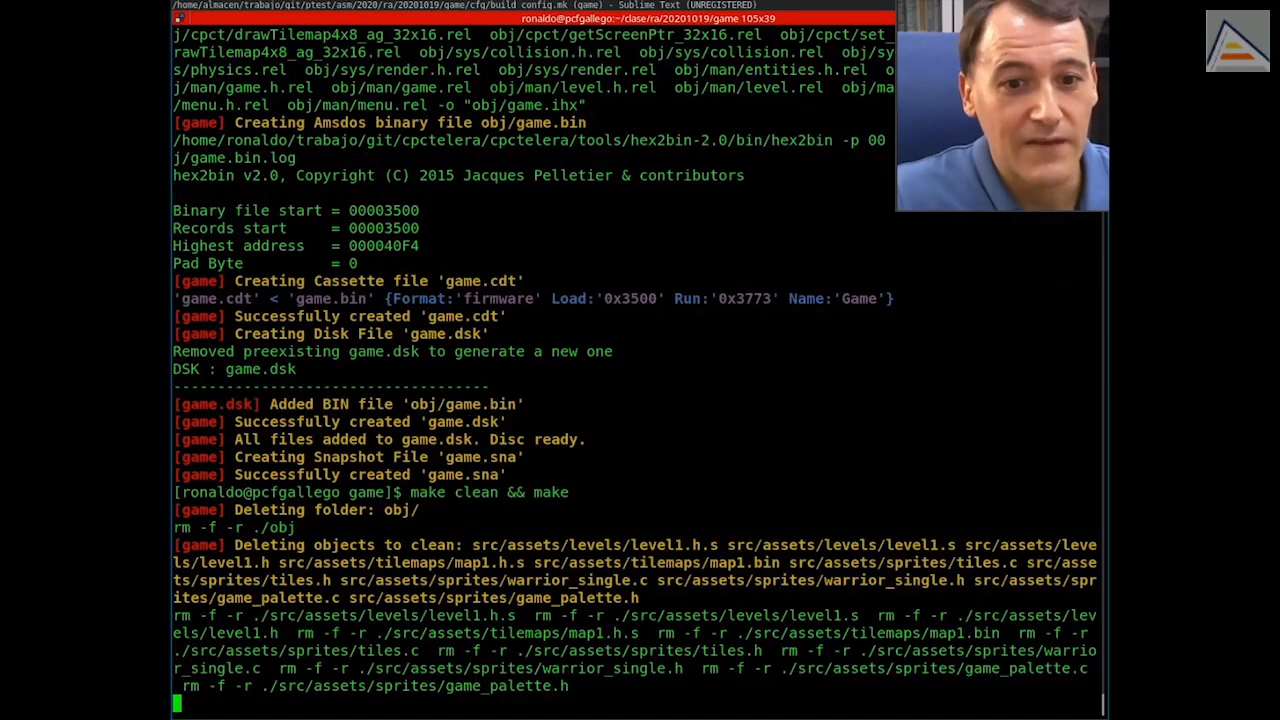 /home/almacen/trabajo/git/ptest/asm/2020/ra/20201019/game/cfg/build_config.mk (game) - Sublime Text (UNREGISTERED)
ronaldo@pcfgallego:~/clase/ra/20201019/game 105x39
j/cpct/drawTilemap4x8_ag_32x16.rel  obj/cpct/getScreenPtr_32x16.rel  obj/cpct/set_
rawTilemap4x8_ag_32x16.rel  obj/sys/collision.h.rel  obj/sys/collision.rel  obj/sy
s/physics.rel  obj/sys/render.h.rel  obj/sys/render.rel  obj/man/entities.h.rel  o
j/man/game.h.rel  obj/man/game.rel  obj/man/level.h.rel  obj/man/level.rel  obj/ma
/menu.h.rel  obj/man/menu.rel -o "obj/game.ihx"
[game] Creating Amsdos binary file obj/game.bin
/home/ronaldo/trabajo/git/cpctelera/cpctelera/tools/hex2bin-2.0/bin/hex2bin -p 00
j/game.bin.log
hex2bin v2.0, Copyright (C) 2015 Jacques Pelletier & contributors
Binary file start = 00003500
Records start     = 00003500
Highest address   = 000040F4
Pad Byte          = 0
[game] Creating Cassette file 'game.cdt'
'game.cdt' < 'game.bin' {Format:'firmware' Load:'0x3500' Run:'0x3773' Name:'Game'}
[game] Successfully created 'game.cdt'
[game] Creating Disk File 'game.dsk'
Removed preexisting game.dsk to generate a new one
DSK : game.dsk
------------------------------------
[game.dsk] Added BIN file 'obj/game.bin'
[game] Successfully created 'game.dsk'
[game] All files added to game.dsk. Disc ready.
[game] Creating Snapshot File 'game.sna'
[game] Successfully created 'game.sna'
[ronaldo@pcfgallego game]$ make clean && make
[game] Deleting folder: obj/
rm -f -r ./obj
[game] Deleting objects to clean: src/assets/levels/level1.h.s src/assets/levels/level1.s src/assets/leve
ls/level1.h src/assets/tilemaps/map1.h.s src/assets/tilemaps/map1.bin src/assets/sprites/tiles.c src/asse
ts/sprites/tiles.h src/assets/sprites/warrior_single.c src/assets/sprites/warrior_single.h src/assets/spr
ites/game_palette.c src/assets/sprites/game_palette.h
rm -f -r ./src/assets/levels/level1.h.s  rm -f -r ./src/assets/levels/level1.s  rm -f -r ./src/assets/lev
els/level1.h  rm -f -r ./src/assets/tilemaps/map1.h.s  rm -f -r ./src/assets/tilemaps/map1.bin  rm -f -r
./src/assets/sprites/tiles.c  rm -f -r ./src/assets/sprites/tiles.h  rm -f -r ./src/assets/sprites/warrio
r_single.c  rm -f -r ./src/assets/sprites/warrior_single.h  rm -f -r ./src/assets/sprites/game_palette.c
rm -f -r ./src/assets/sprites/game_palette.h